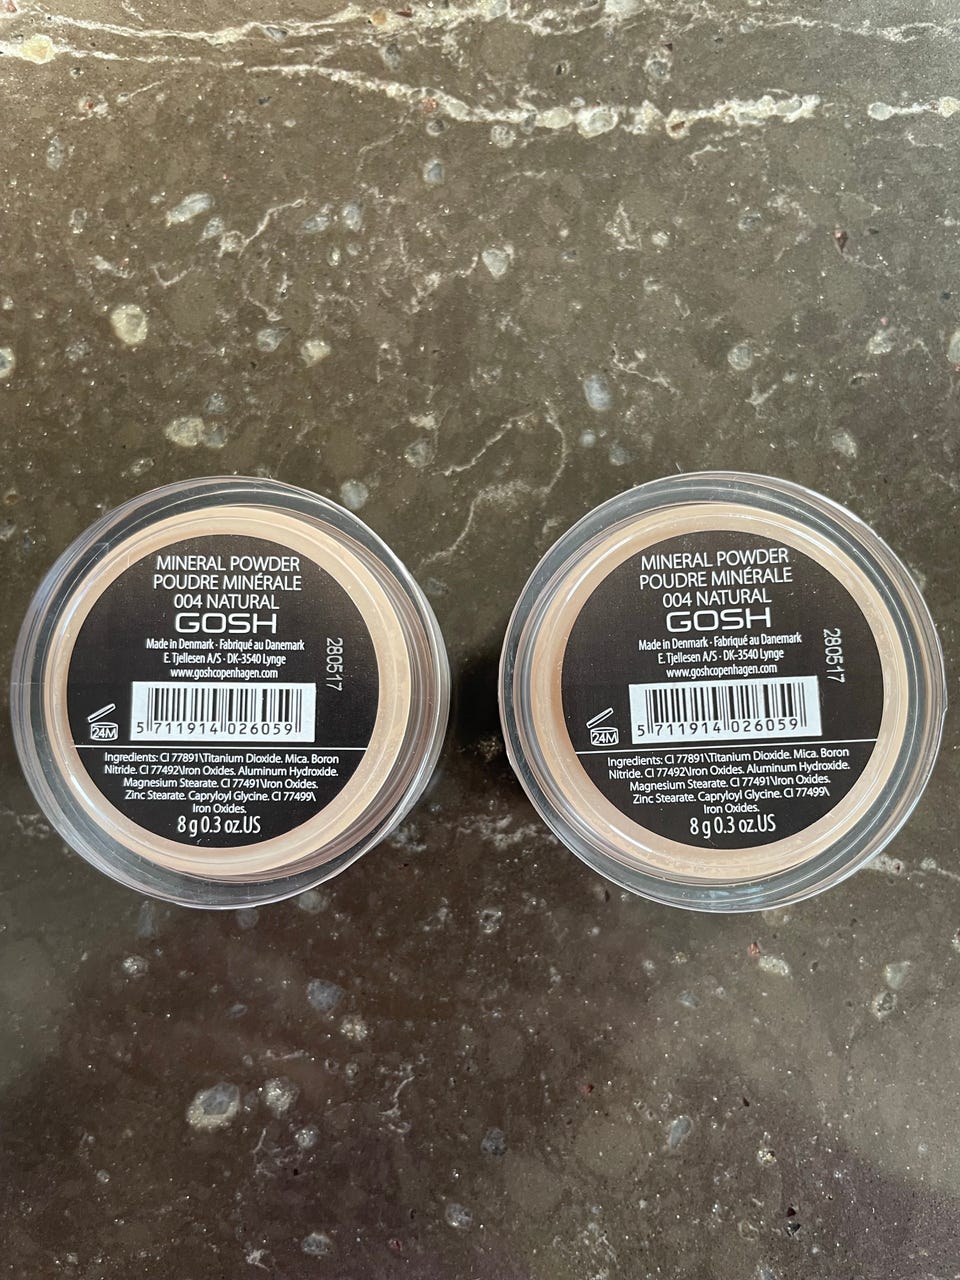 MINERAL POWDER
POUDRE MINÉRALE
004 NATURAL
GOSH
Made in Denmark · Fabriqué au Danemark
E. Tjellesen A/S · DK-3540 Lynge
www.goshcopenhagen.com
280517
5 711914 026059
24M
Ingredients: CI 77891\Titanium Dioxide. Mica. Boron
Nitride. CI 77492\Iron Oxides. Aluminum Hydroxide.
Magnesium Stearate. CI 77491\Iron Oxides.
Zinc Stearate. Capryloyl Glycine. CI 77499\
Iron Oxides.
8 g 0.3 oz.US
MINERAL POWDER
POUDRE MINÉRALE
004 NATURAL
GOSH
Made in Denmark · Fabriqué au Danemark
E. Tjellesen A/S · DK-3540 Lynge
www.goshcopenhagen.com
280517
5 711914 026059
24M
Ingredients: CI 77891\Titanium Dioxide. Mica. Boron
Nitride. CI 77492\Iron Oxides. Aluminum Hydroxide.
Magnesium Stearate. CI 77491\Iron Oxides.
Zinc Stearate. Capryloyl Glycine. CI 77499\
Iron Oxides.
8 g 0.3 oz.US